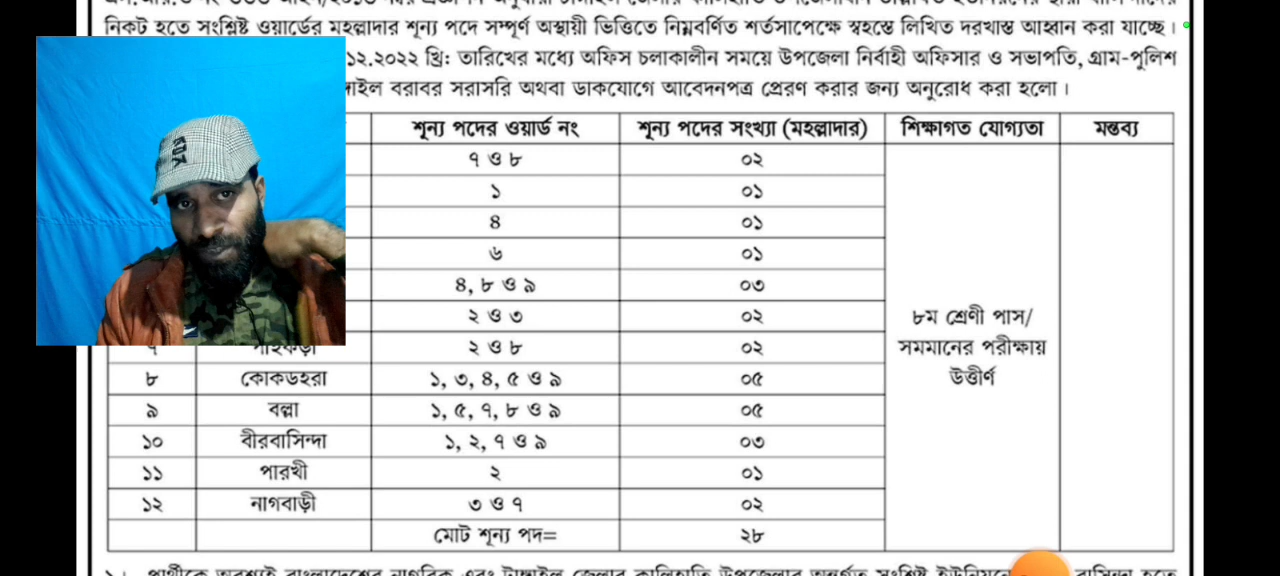 নিকট হতে সংশ্লিষ্ট ওয়ার্ডের মহল্লাদার শূন্য পদে সম্পূর্ণ অস্থায়ী ভিত্তিতে নিম্নবর্ণিত শর্তসাপেক্ষে স্বহস্তে লিখিত দরখাস্ত আহ্বান করা যাচ্ছে।
১২.২০২২ খ্রি: তারিখের মধ্যে অফিস চলাকালীন সময়ে উপজেলা নির্বাহী অফিসার ও সভাপতি, গ্রাম-পুলিশ
বরাবর সরাসরি অথবা ডাকযোগে আবেদনপত্র প্রেরণ করার জন্য অনুরোধ করা হলো।
শূন্য পদের ওয়ার্ড নং শূন্য পদের সংখ্যা (মহল্লাদার) শিক্ষাগত যোগ্যতা মন্তব্য
৭ ও ৮ ০২
১ ০১
৪ ০১
৬ ০১
৪, ৮ ও ৯ ০৩
২ ও ৩ ০২
৮ম শ্রেণী পাস/
২ ও ৮ ০২
সমমানের পরীক্ষায়
৮ কোকডহরা ১, ৩, ৪, ৫ ও ৯ ০৫
উত্তীর্ণ
৯ বল্লা ১, ৫, ৭, ৮ ও ৯ ০৫
১০ বীরবাসিন্দা ১, ২, ৭ ও ৯ ০৩
১১ পারখী ২ ০১
১২ নাগবাড়ী ৩ ও ৭ ০২
মোট শূন্য পদ= ২৮